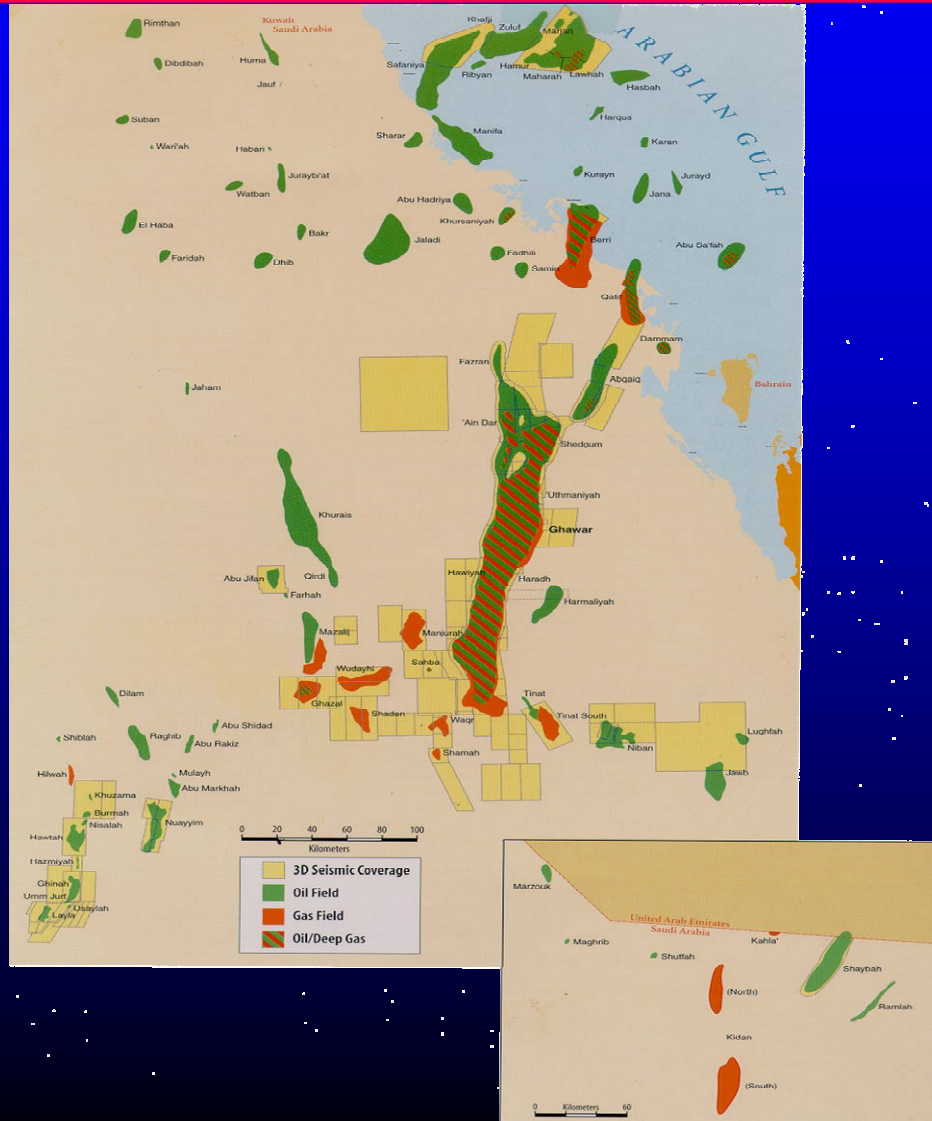 Rimthan
Kuwait
Saudi Arabia
Khafji
Zuluf
Marjan
ARABIAN GULF
Dibdibah
Huma
Safaniya
Ribyan
Hamur
Maharah
Lawhah
Jauf
Hasbah
Suban
Harqus
Sharar
Manifa
Karan
Wari'ah
Habari
Juraybi'at
Kurayn
Jurayd
Watban
Jana
Abu Hadriya
Khursaniyah
El Haba
Bakr
Jaladi
Berri
Abu Sa'fah
Faridah
Dhib
Fadhili
Samin
Qatif
Dammam
Fazran
Abqaiq
Bahrain
Jaham
'Ain Dar
Shedgum
'Uthmaniyah
Khurais
Ghawar
Abu Jifan
Qirdi
Hawiyah
Haradh
Farhah
Harmaliyah
Mazalij
Manjurah
Wudayhi
Sahba
Dilam
Ghazal
Shaden
Waqr
Tinat
Tinat South
Abu Shidad
Shiblah
Raghib
Abu Rakiz
Niban
Lughfah
Shamah
Hilwah
Mulayh
Jawb
Abu Markhah
Khuzama
Burmah
Nisalah
Nuayyim
Hawtah
Hazmiyah
Ghinah
Umm Jurf
Usaylah
Layla
0 20 40 60 80 100
Kilometers
3D Seismic Coverage
Oil Field
Gas Field
Oil/Deep Gas
Marzouk
United Arab Emirates
Saudi Arabia
Maghrib
Kahla'
Shutfah
Shaybah
(North)
Ramlah
Kidan
(South)
0 Kilometers 60